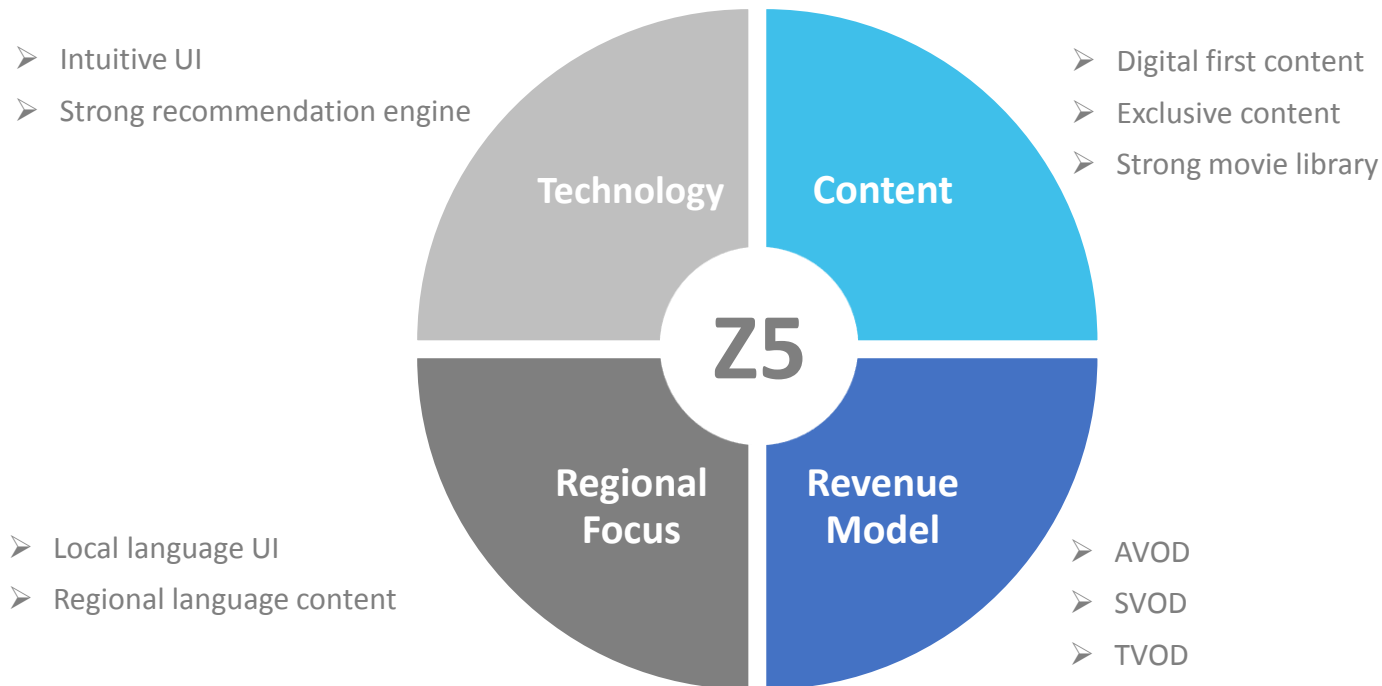 Intuitive UI
Strong recommendation engine
Digital first content
Exclusive content
Strong movie library
Technology
Content
Z5
Regional
Focus
Revenue
Model
Local language UI
Regional language content
AVOD
SVOD
TVOD